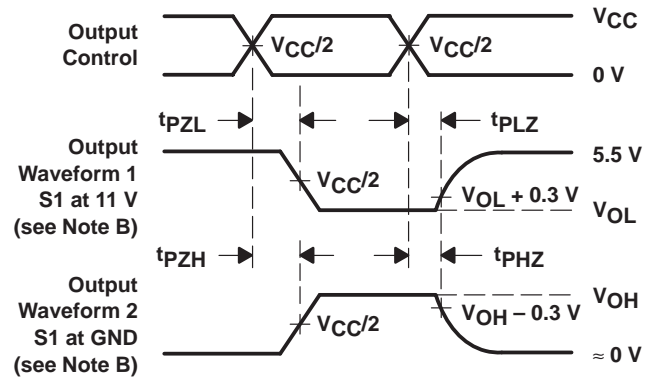 Output
Control
VCC/2
VCC/2
VCC
0 V
tPZL
tPLZ
Output
Waveform 1
S1 at 11 V
(see Note B)
VCC/2
5.5 V
VOL + 0.3 V
VOL
tPZH
tPHZ
Output
Waveform 2
S1 at GND
(see Note B)
VCC/2
VOH
VOH – 0.3 V
≈ 0 V